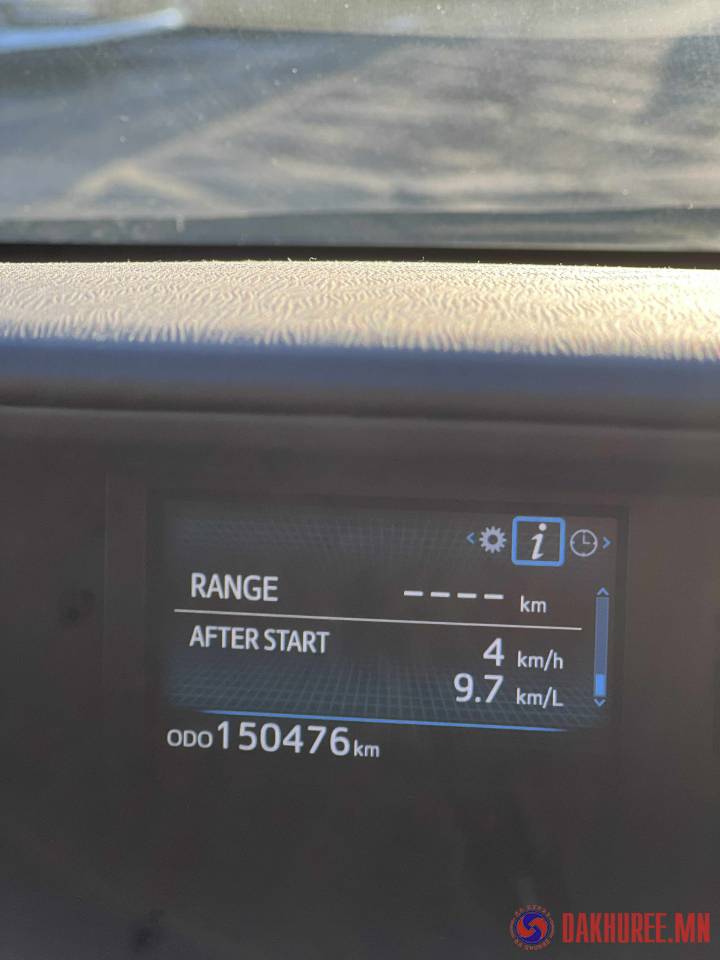 i
RANGE ---- km
AFTER START 4 km/h
9.7 km/L
ODO 150476 km
DAKHUREE.MN